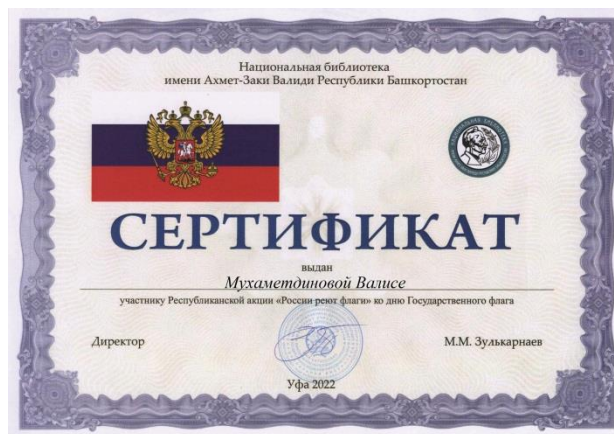 Национальная библиотека
имени Ахмет-Заки Валиди Республики Башкортостан
СЕРТИФИКАТ
выдан
Мухаметдиновой Валисе
участнику Республиканской акции «России реют флаги» ко дню Государственного флага
Директор
М.М. Зулькарнаев
Уфа 2022